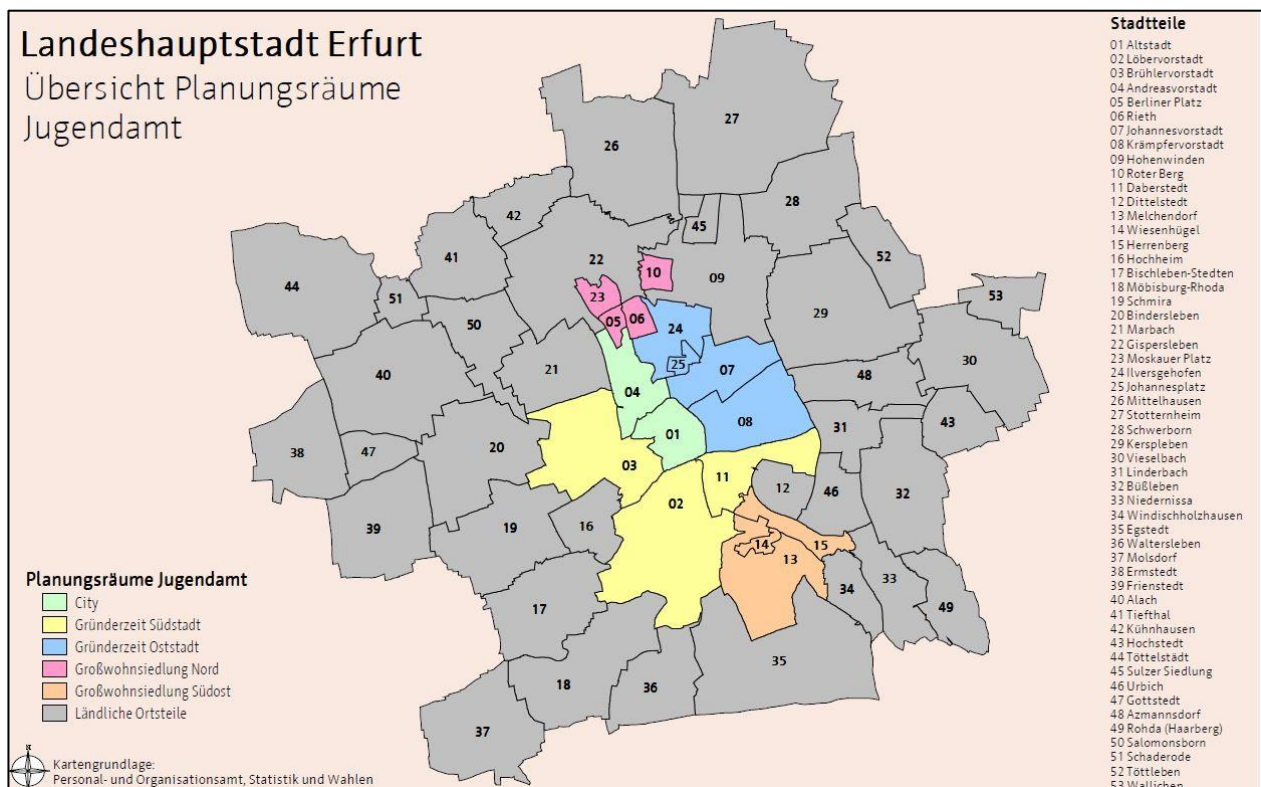 Landeshauptstadt Erfurt
Übersicht Planungsräume
Jugendamt
Stadtteile
01 Altstadt
02 Löbervorstadt
03 Brühlervorstadt
04 Andreasvorstadt
05 Berliner Platz
06 Rieth
07 Johannesvorstadt
08 Krämpfervorstadt
09 Hohenwinden
10 Roter Berg
11 Daberstedt
12 Dittelstedt
13 Melchendorf
14 Wiesenhügel
15 Herrenberg
16 Hochheim
17 Bischleben-Stedten
18 Möbisburg-Rhoda
19 Schmira
20 Bindersleben
21 Marbach
22 Gispersleben
23 Moskauer Platz
24 Ilversgehofen
25 Johannesplatz
26 Mittelhausen
27 Stotternheim
28 Schwerborn
29 Kerspleben
30 Vieselbach
31 Linderbach
32 Büßleben
33 Niedernissa
34 Windischholzhausen
35 Egstedt
36 Waltersleben
37 Molsdorf
38 Ermstedt
39 Frienstedt
40 Alach
41 Tiefthal
42 Kühnhausen
43 Hochstedt
44 Töttelstädt
45 Sulzer Siedlung
46 Urbich
47 Gottstedt
48 Azmannsdorf
49 Rohda (Haarberg)
50 Salomonsborn
51 Schaderode
52 Töttleben
53 Wallichen
27
26
28
42
45
41
52
22
44
10
09
53
51
23
50
05
06
24
29
30
21
25
07
40
48
04
08
43
01
31
38
47
20
03
11
12
46
32
02
39
19
16
14
15
13
34
33
49
17
35
18
36
37
Planungsräume Jugendamt
City
Gründerzeit Südstadt
Gründerzeit Oststadt
Großwohnsiedlung Nord
Großwohnsiedlung Südost
Ländliche Ortsteile
N
Kartengrundlage:
Personal- und Organisationsamt, Statistik und Wahlen